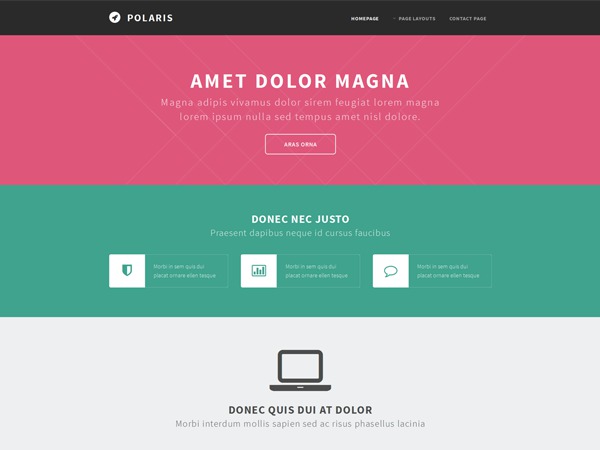 POLARIS
HOMEPAGE PAGE LAYOUTS CONTACT PAGE
AMET DOLOR MAGNA
Magna adipis vivamus dolor sirem feugiat lorem magna
lorem ipsum nulla sed tempus amet nisl dolore.
ARAS ORNA
DONEC NEC JUSTO
Praesent dapibus neque id cursus faucibus
Morbi in sem quis dui
placat ornare ellen tesque
Morbi in sem quis dui
placat ornare ellen tesque
Morbi in sem quis dui
placat ornare ellen tesque
DONEC QUIS DUI AT DOLOR
Morbi interdum mollis sapien sed ac risus phasellus lacinia